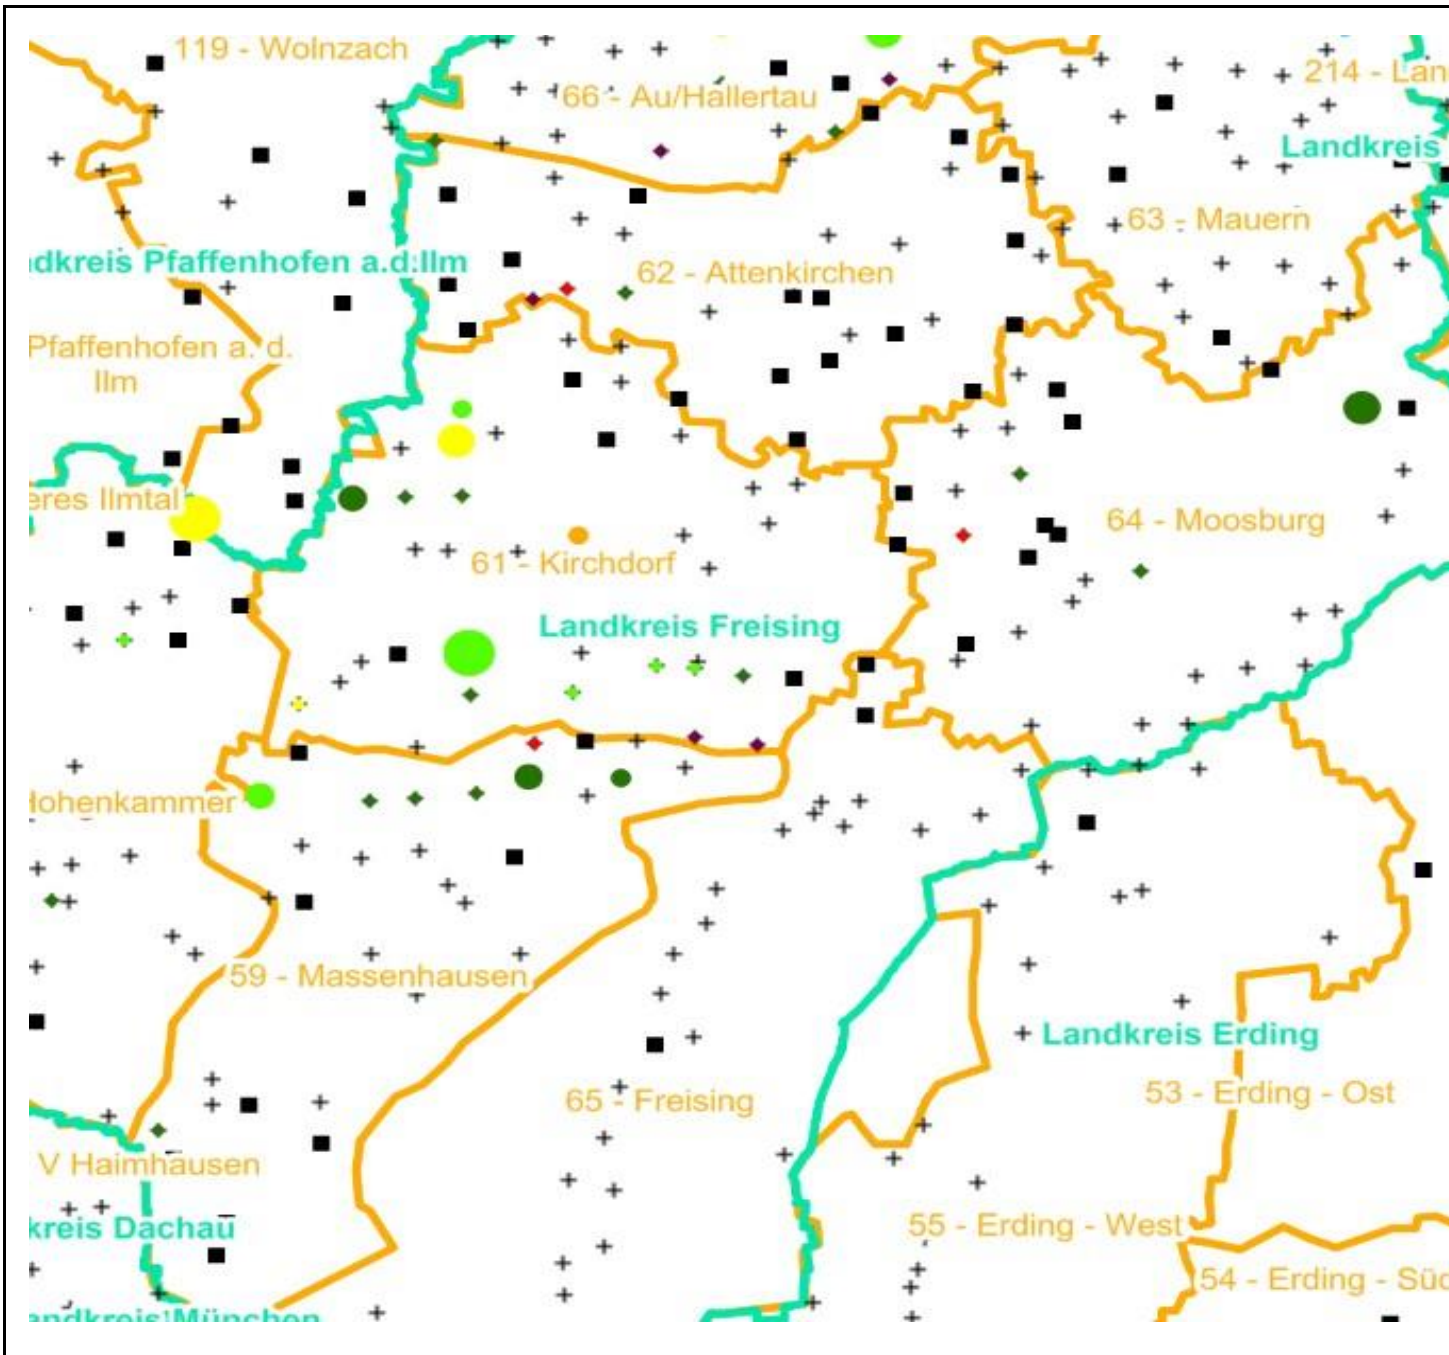 119 - Wolnzach
66 - Au/Hallertau
214 - Lan
Landkreis
63 - Mauern
dkreis Pfaffenhofen a.d.Ilm
62 - Attenkirchen
Pfaffenhofen a. d.
Ilm
eres Ilmtal
64 - Moosburg
61 - Kirchdorf
Landkreis Freising
Hohenkammer
59 - Massenhausen
Landkreis Erding
65 - Freising
53 - Erding - Ost
V Haimhausen
kreis Dachau
55 - Erding - West
54 - Erding - Süd
andkreis München